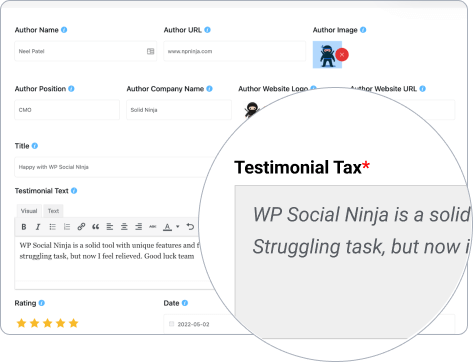 Author Name
Author URL
Author Image
Neel Patel
www.npninja.com
Author Position
Author Company Name
Author Website Logo
Author Website URL
CMO
Solid Ninja
Title
Happy with WP Social Ninja
Testimonial Text
Visual
Text
B I
ABC
A
WP Social Ninja is a solid tool with unique features and f
struggling task, but now I feel relieved. Good luck team
Rating
Date
2022-05-02
Testimonial Tax*
WP Social Ninja is a solid
Struggling task, but now i